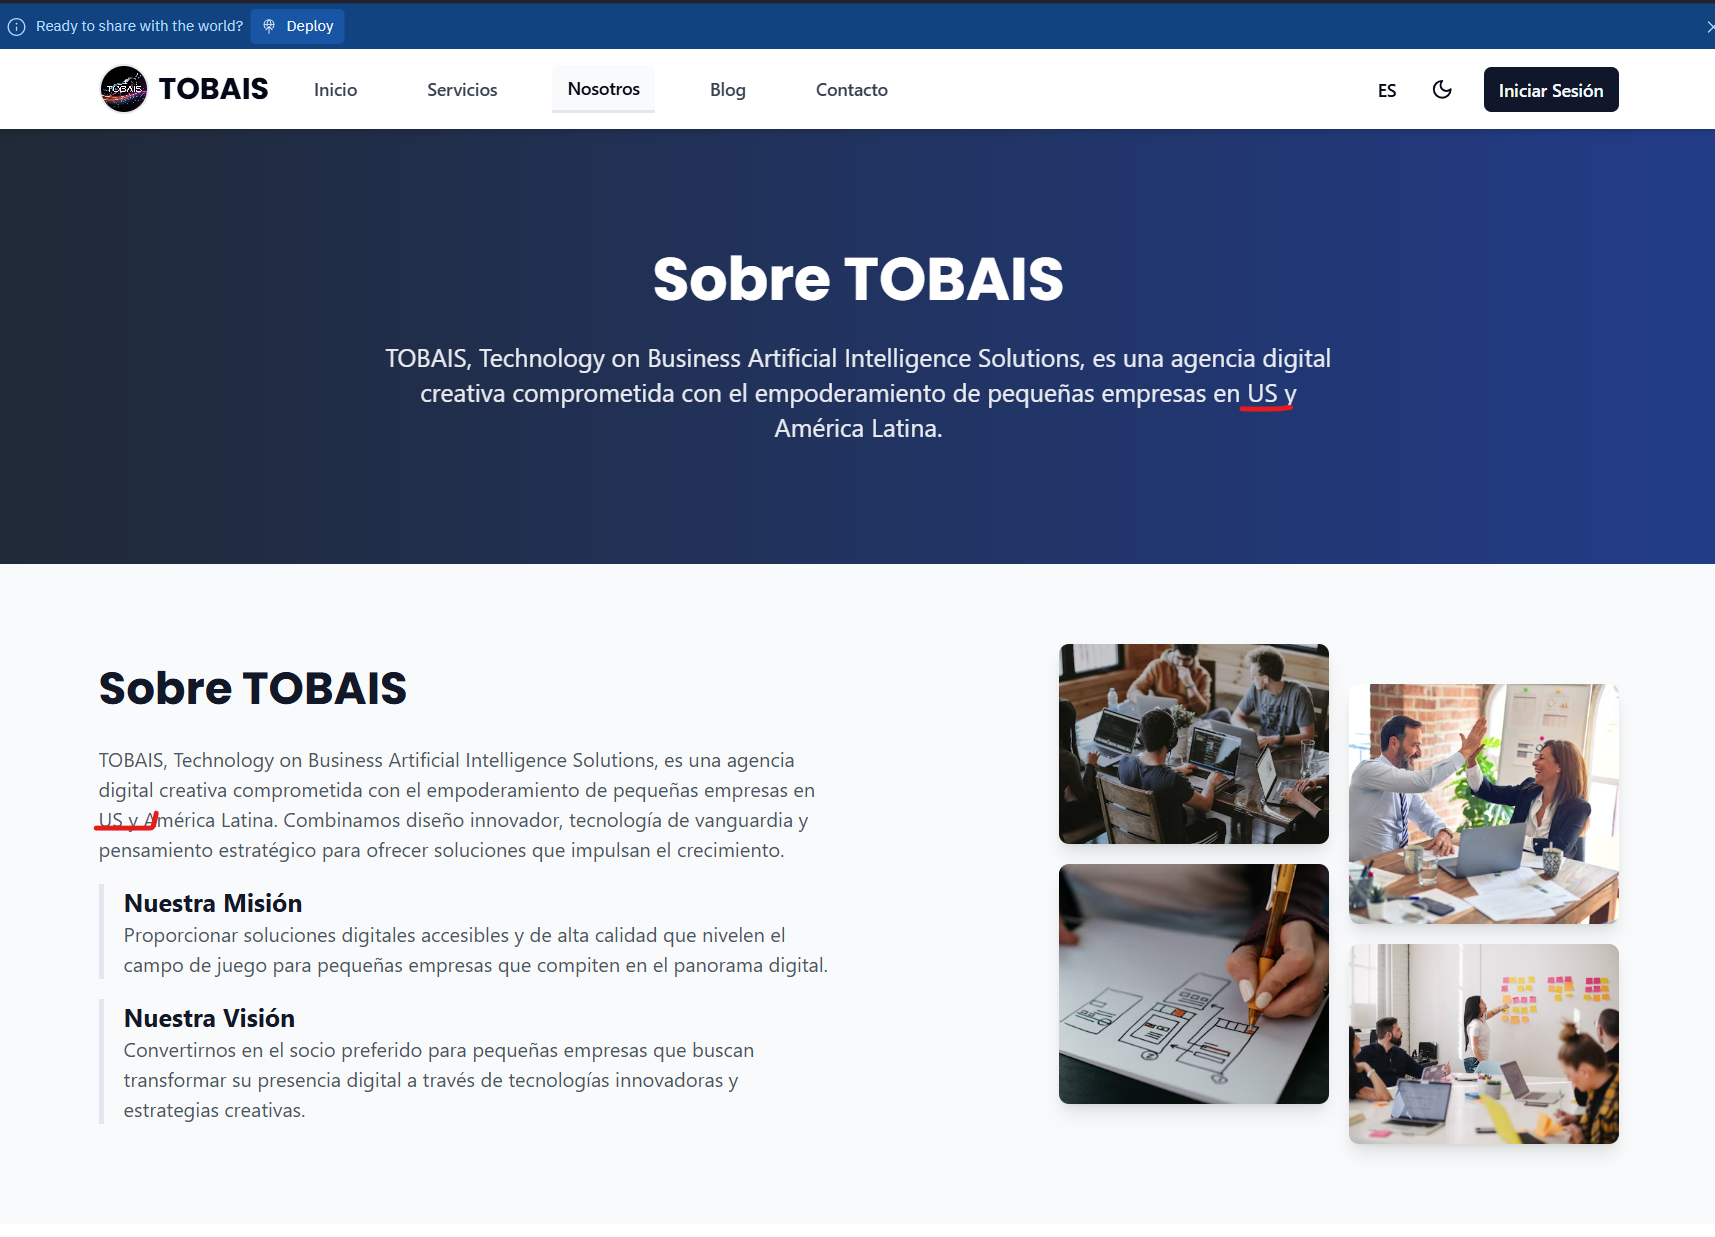 Ready to share with the world? Deploy
TOBAIS TOBAIS Inicio Servicios Nosotros Blog Contacto ES Iniciar Sesión
Sobre TOBAIS
TOBAIS, Technology on Business Artificial Intelligence Solutions, es una agencia digital
creativa comprometida con el empoderamiento de pequeñas empresas en US y
América Latina.
Sobre TOBAIS
TOBAIS, Technology on Business Artificial Intelligence Solutions, es una agencia
digital creativa comprometida con el empoderamiento de pequeñas empresas en
US y América Latina. Combinamos diseño innovador, tecnología de vanguardia y
pensamiento estratégico para ofrecer soluciones que impulsan el crecimiento.
Nuestra Misión
Proporcionar soluciones digitales accesibles y de alta calidad que nivelen el
campo de juego para pequeñas empresas que compiten en el panorama digital.
Nuestra Visión
Convertirnos en el socio preferido para pequeñas empresas que buscan
transformar su presencia digital a través de tecnologías innovadoras y
estrategias creativas.